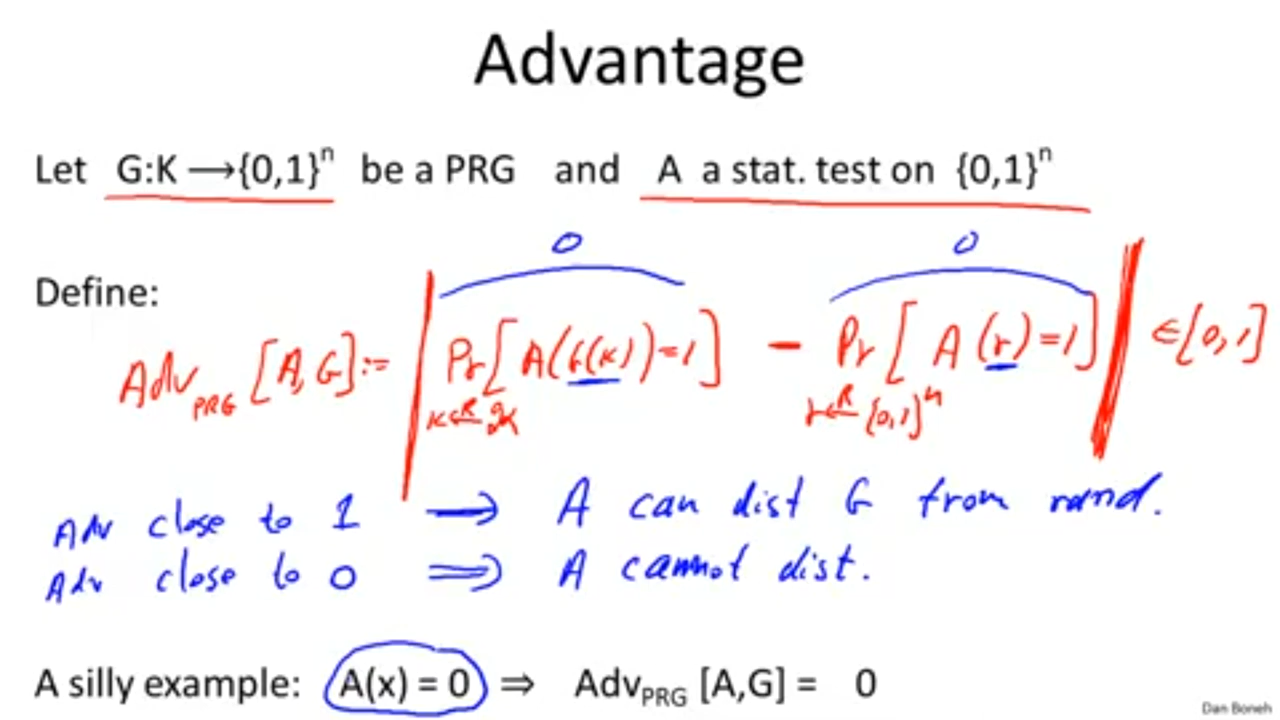 Advantage
Let G:K ⟶{0,1}ⁿ be a PRG and A a stat. test on {0,1}ⁿ
0 0
Define:
Adv_PRG [A,G] := | Pr[A(G(k))=1] - Pr[A(r)=1] | ∈[0,1]
k ←R K r ←R {0,1}ⁿ
Adv close to 1 → A can dist G from rand.
Adv close to 0 ⇒ A cannot dist.
A silly example: A(x) = 0 ⇒ Adv_PRG [A,G] = 0
Dan Boneh